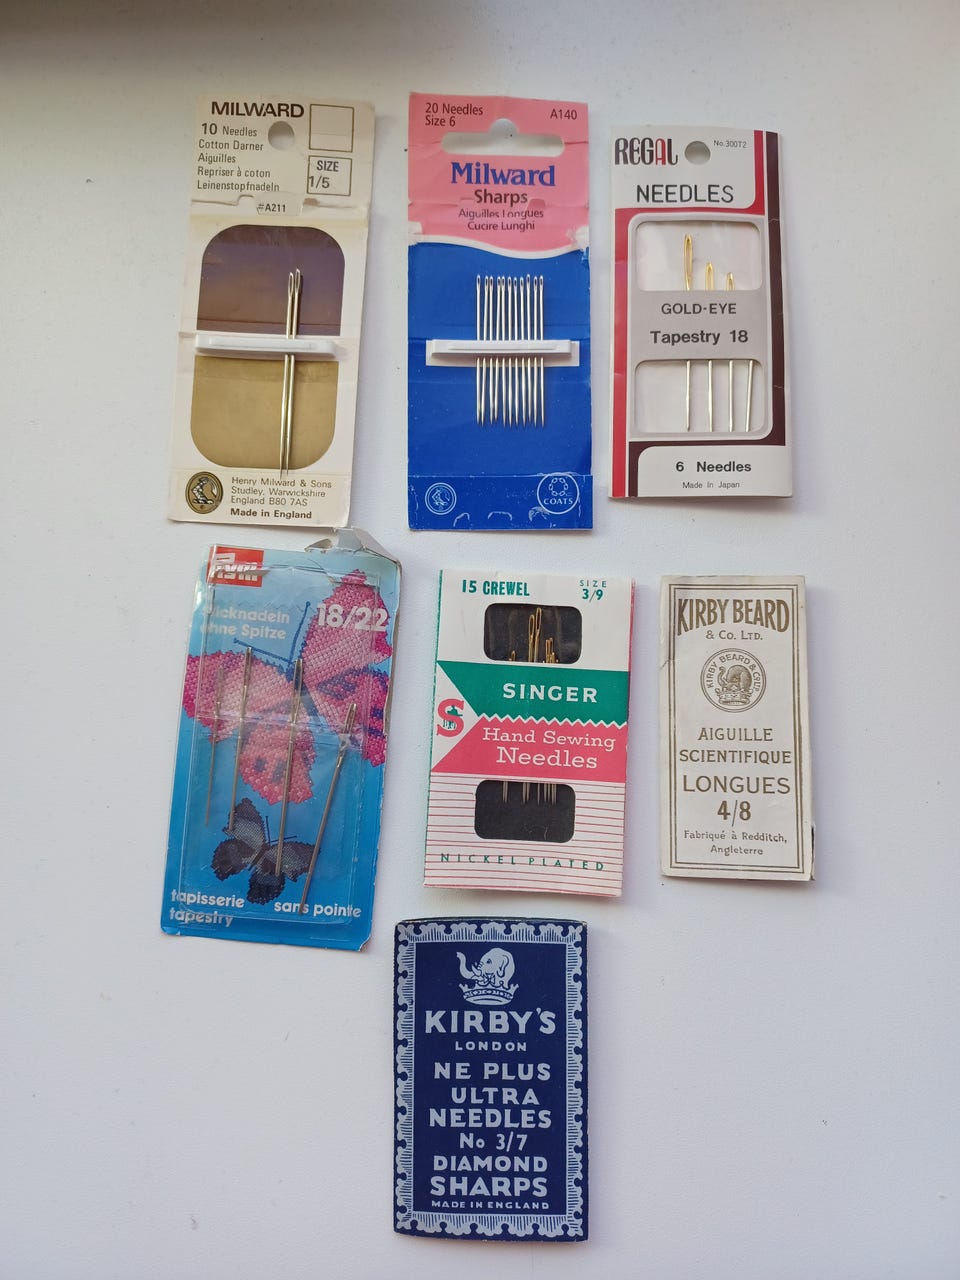 MILWARD
10 Needles
Cotton Darner
Aiguilles
Repriser à coton
Leinenstopfnadeln
SIZE
1/5
#A211
Henry Milward & Sons
Studley, Warwickshire
England B80 7AS
Made in England
20 Needles
Size 6
A140
Milward
Sharps
Aiguilles Longues
Cucire Lunghi
COATS
REGAL
No.300T2
NEEDLES
GOLD-EYE
Tapestry 18
6 Needles
Made in Japan
Prym
Sticknadeln
ohne Spitze
18/22
tapisserie
tapestry
sans pointe
15 CREWEL
SIZE
3/9
SINGER
S
Hand Sewing
Needles
NICKEL PLATED
KIRBY BEARD
& Co. LTD.
KIRBY BEARD & Co
AIGUILLE
SCIENTIFIQUE
LONGUES
4/8
Fabriqué à Redditch,
Angleterre
KIRBY'S
LONDON
NE PLUS
ULTRA
NEEDLES
No 3/7
DIAMOND
SHARPS
MADE IN ENGLAND